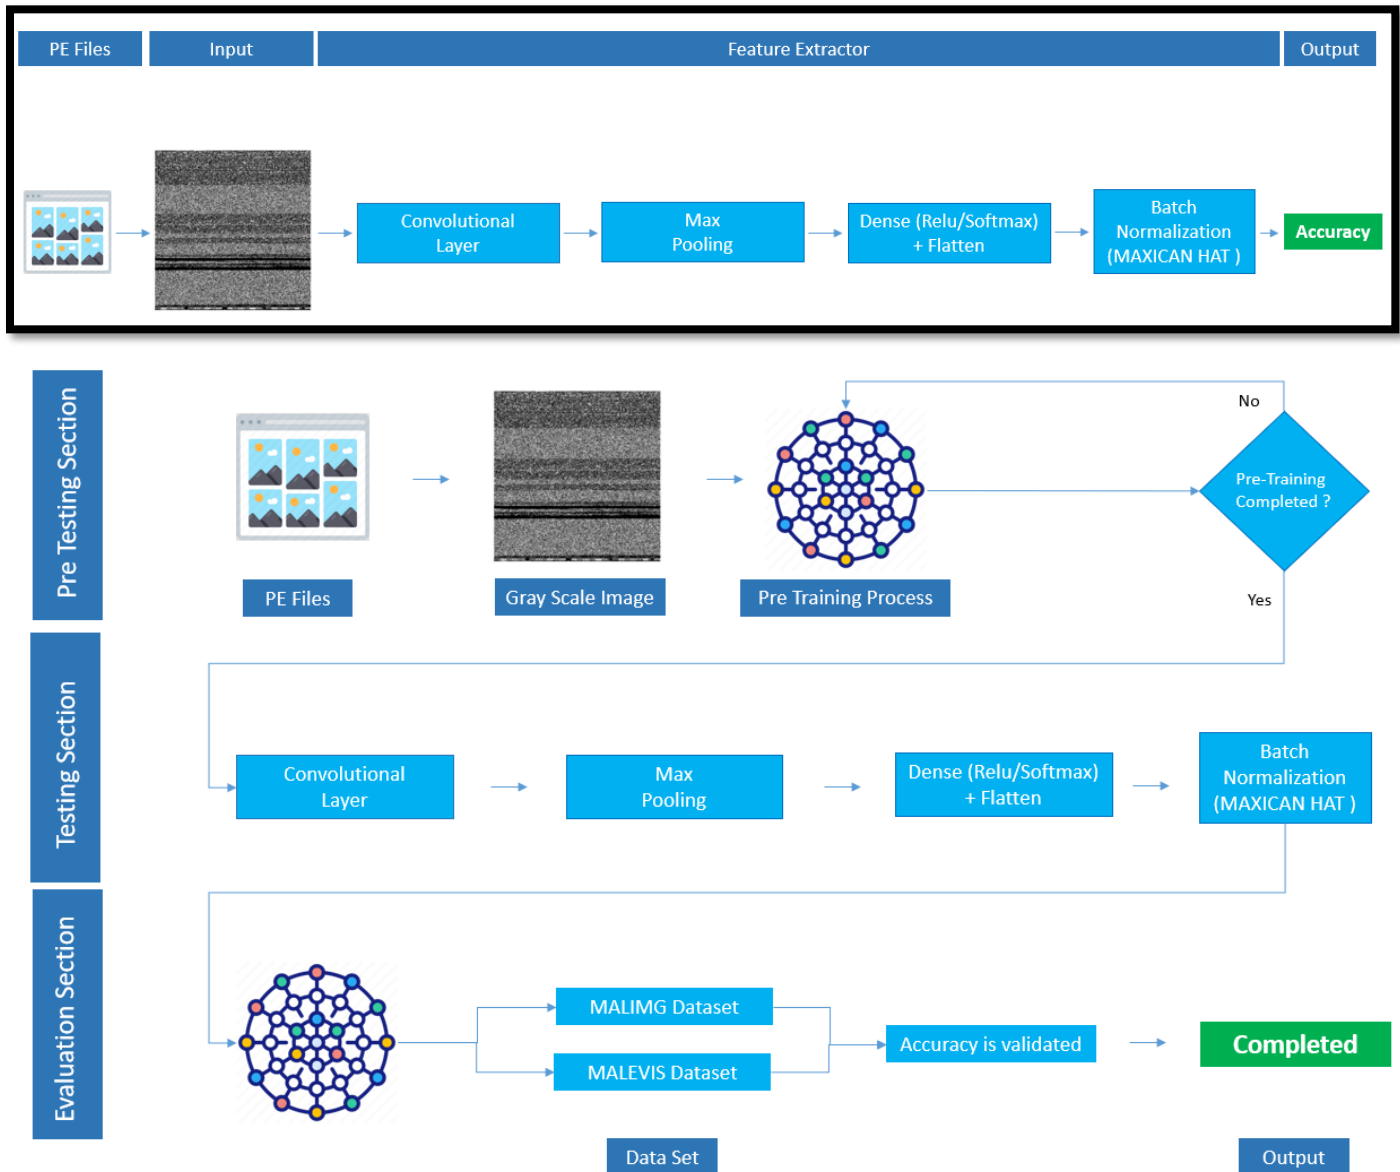 PE Files
Input
Feature Extractor
Output
Convolutional
Layer
Max
Pooling
Dense (Relu/Softmax)
+ Flatten
Batch
Normalization
(MAXICAN HAT )
Accuracy
Pre Testing Section
No
Pre-Training
Completed ?
Yes
PE Files
Gray Scale Image
Pre Training Process
Testing Section
Convolutional
Layer
Max
Pooling
Dense (Relu/Softmax)
+ Flatten
Batch
Normalization
(MAXICAN HAT )
Evaluation Section
MALIMG Dataset
MALEVIS Dataset
Accuracy is validated
Completed
Data Set
Output